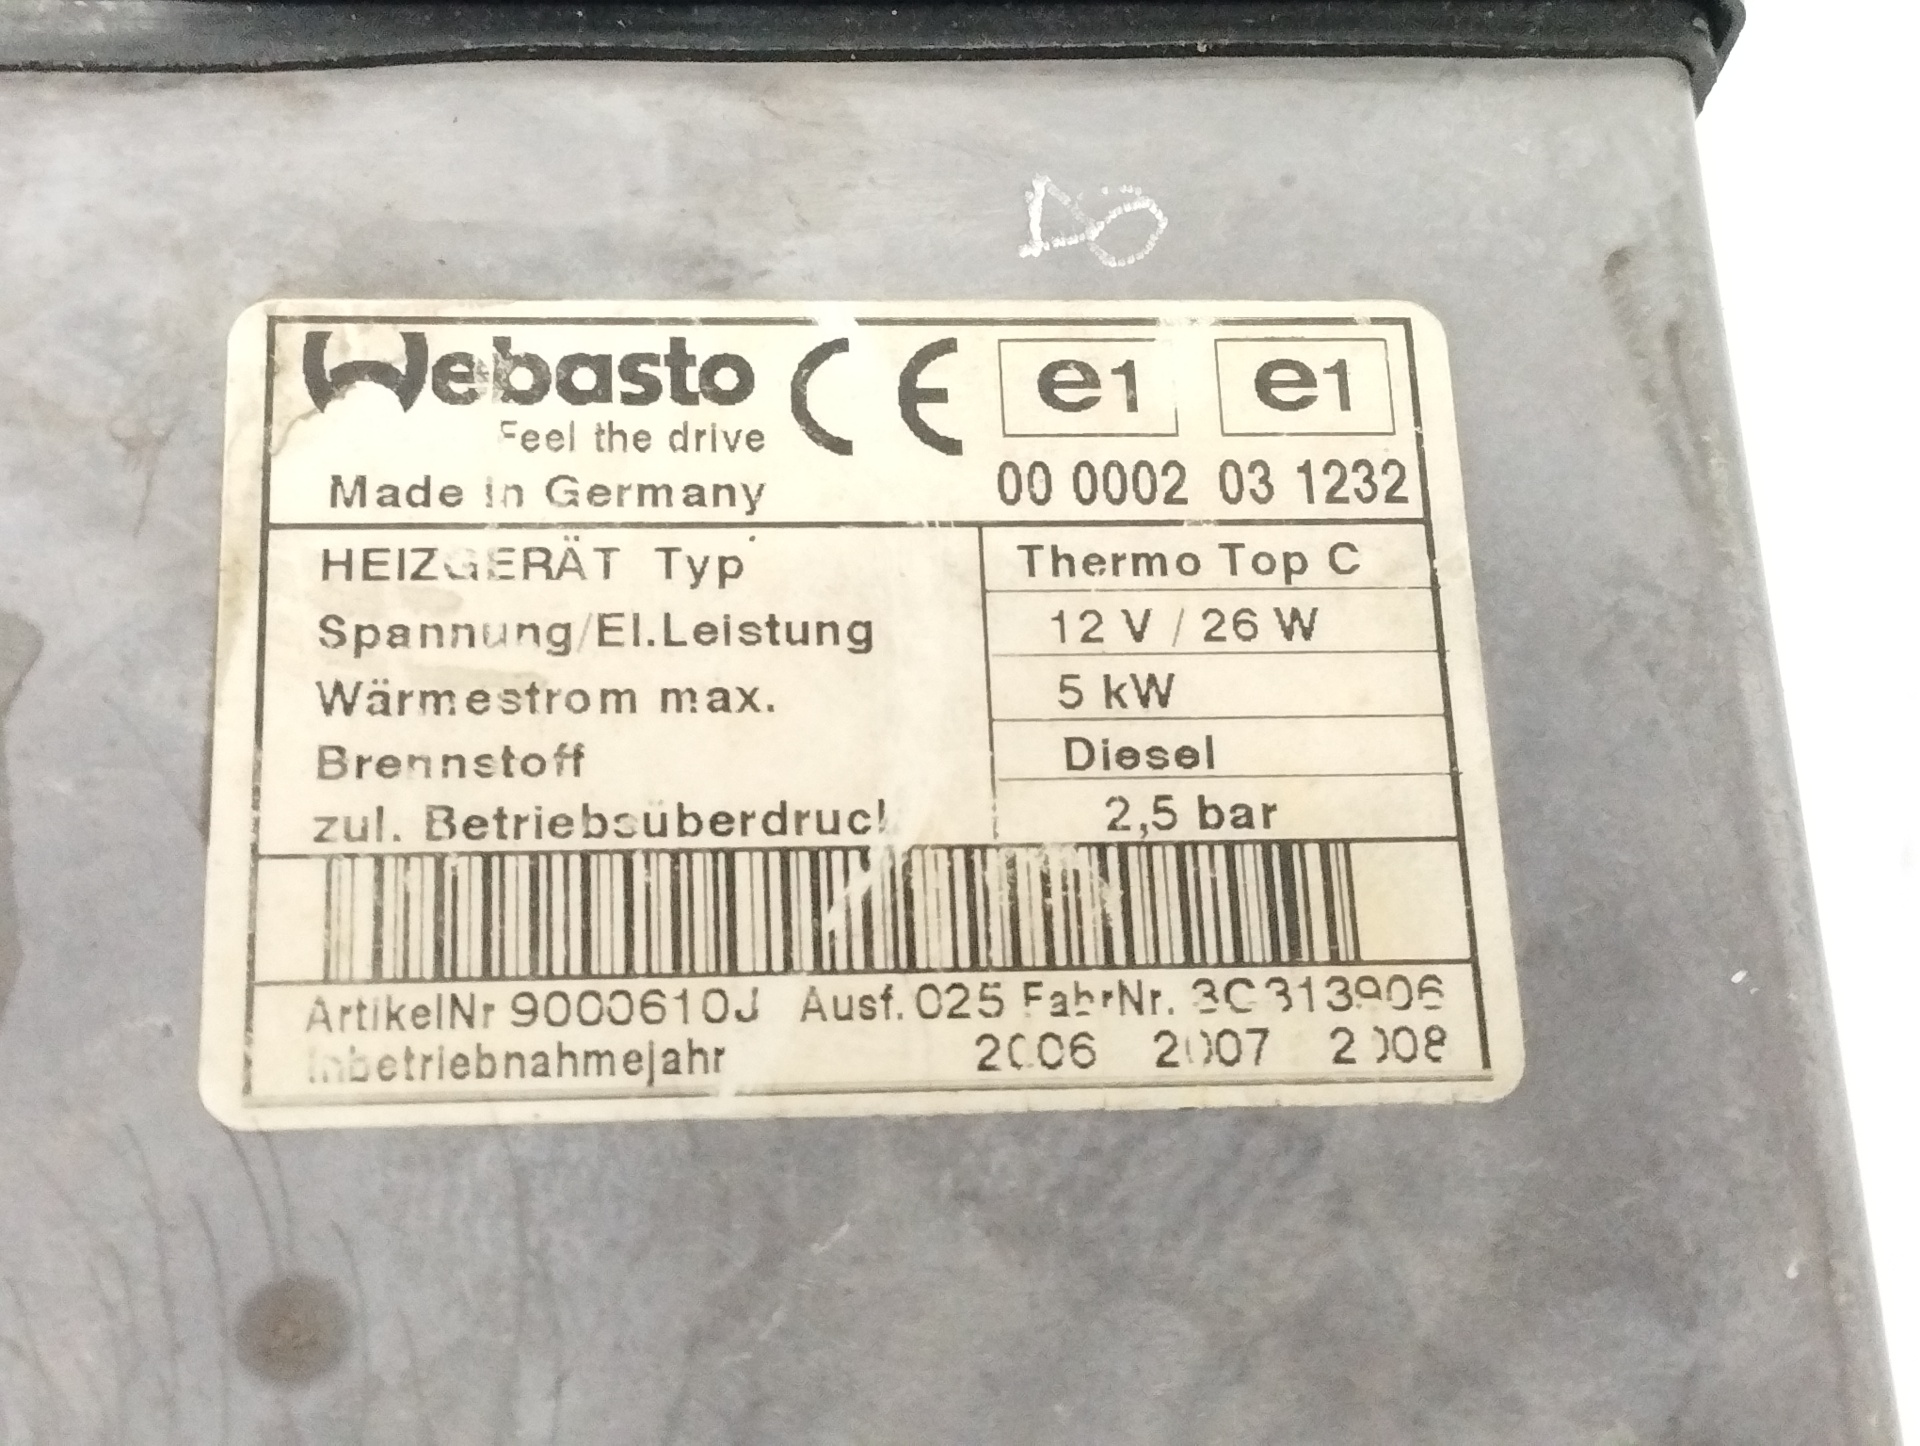 Webasto CE e1 e1
Feel the drive
Made in Germany 00 0002 03 1232
HEIZGERÄT Typ Thermo Top C
Spannung/El.Leistung 12 V / 26 W
Wärmestrom max. 5 kW
Brennstoff Diesel
zul. Betriebsüberdruck 2,5 bar
ArtikelNr 9000610J Ausf. 025 FabrNr.
Inbetriebnahmejahr 2006 2007 2008